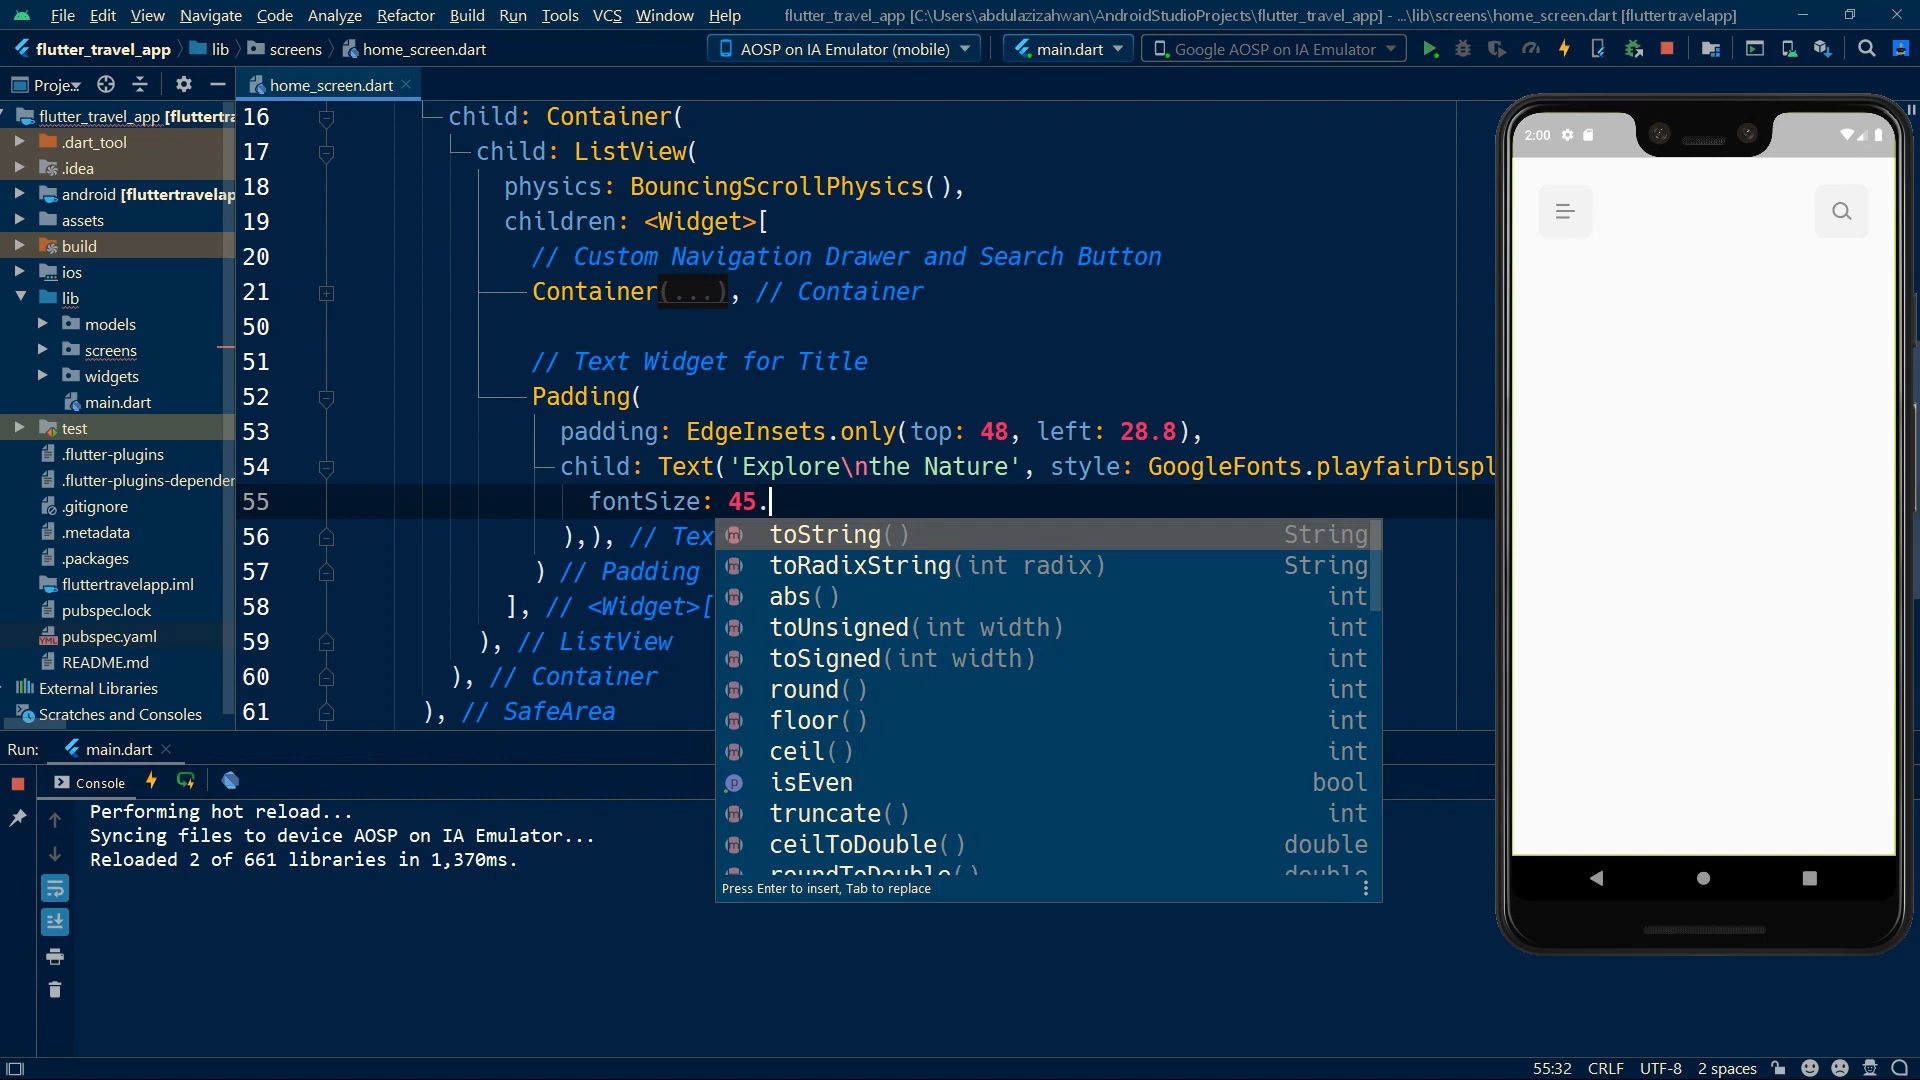 File Edit View Navigate Code Analyze Refactor Build Run Tools VCS Window Help flutter_travel_app [C:\Users\abdulazizahwan\AndroidStudioProjects\flutter_travel_app] - ...\lib\screens\home_screen.dart [fluttertravelapp]
flutter_travel_app lib screens home_screen.dart AOSP on IA Emulator (mobile) main.dart Google AOSP on IA Emulator
Proje... home_screen.dart
flutter_travel_app [fluttertra
.dart_tool
.idea
android [fluttertravelap
assets
build
ios
lib
models
screens
widgets
main.dart
test
.flutter-plugins
.flutter-plugins-depender
.gitignore
.metadata
.packages
fluttertravelapp.iml
pubspec.lock
pubspec.yaml
README.md
External Libraries
Scratches and Consoles
16 child: Container(
17 child: ListView(
18 physics: BouncingScrollPhysics(),
19 children: <Widget>[
20 // Custom Navigation Drawer and Search Button
21 Container(...), // Container
50
51 // Text Widget for Title
52 Padding(
53 padding: EdgeInsets.only(top: 48, left: 28.8),
54 child: Text('Explore\nthe Nature', style: GoogleFonts.playfairDispl
55 fontSize: 45.
56 ),), // Tex
57 ) // Padding
58 ], // <Widget>[
59 ), // ListView
60 ), // Container
61 ), // SafeArea
toString() String
toRadixString(int radix) String
abs() int
toUnsigned(int width) int
toSigned(int width) int
round() int
floor() int
ceil() int
isEven bool
truncate() int
ceilToDouble() double
roundToDouble() double
Press Enter to insert, Tab to replace
2:00
Run: main.dart
Console
Performing hot reload...
Syncing files to device AOSP on IA Emulator...
Reloaded 2 of 661 libraries in 1,370ms.
55:32 CRLF UTF-8 2 spaces